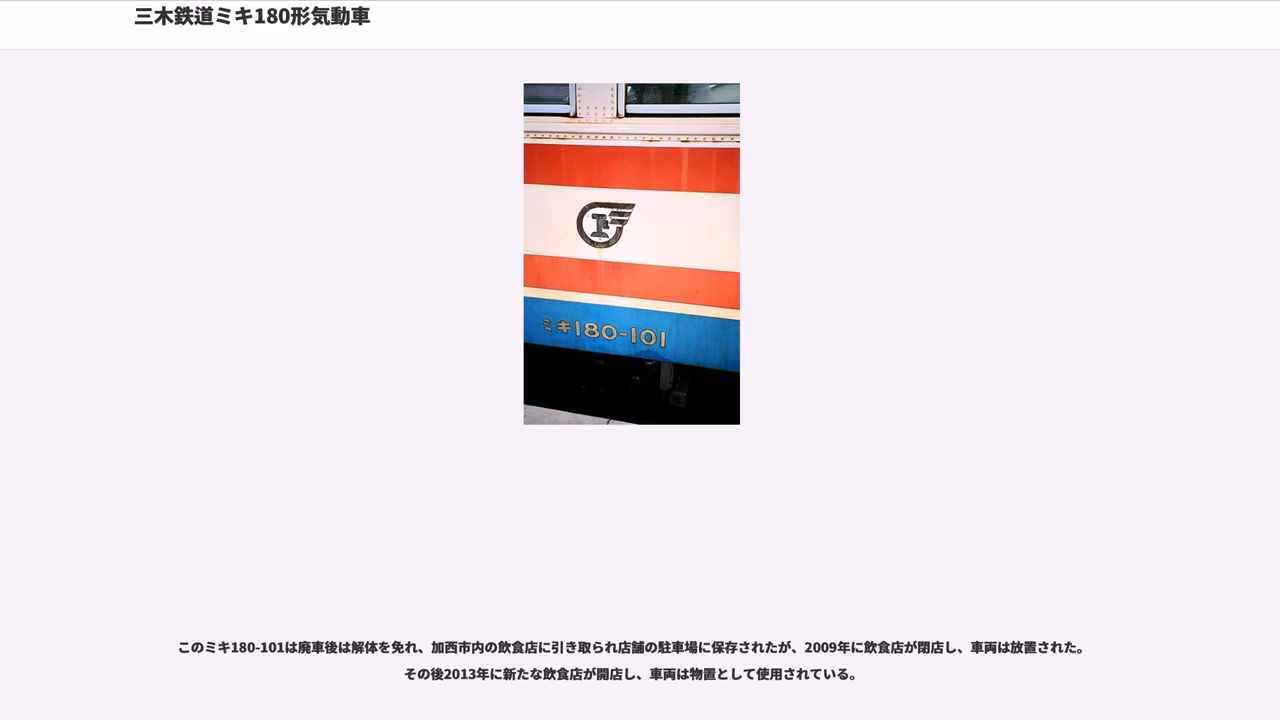 三木鉄道ミキ180形気動車
ミキ180-101
このミキ180-101は廃車後は解体を免れ、加西市内の飲食店に引き取られ店舗の駐車場に保存されたが、2009年に飲食店が閉店し、車両は放置された。
その後2013年に新たな飲食店が開店し、車両は物置として使用されている。